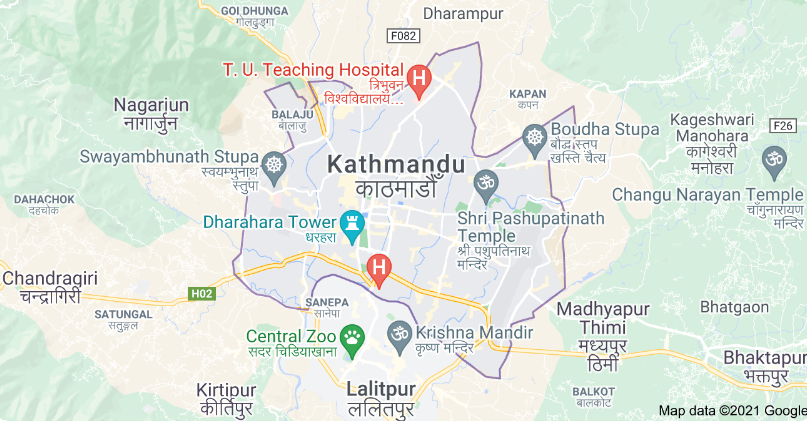 GOLDHUNGA
गोलढुङ्गा
Dharampur
F082
T. U. Teaching Hospital
त्रिभुवन
विश्वविद्यालय...
Nagarjun
नागार्जुन
BALAJU
बालाजु
KAPAN
कपन
Kageshwari
Manohara
कागेश्वरी
मनोहरा
F26
Boudha Stupa
बौद्ध स्तूप
खस्ति चैत्य
Swayambhunath Stupa
स्वयम्भुनाथ
स्तुपा
Kathmandu
काठमाडौँ
Changu Narayan Temple
चाँगुनारायण
मन्दिर
DAHACHOK
दहचोक
Dharahara Tower
धरहरा
Shri Pashupatinath
Temple
श्री पशुपतिनाथ
मन्दिर
Chandragiri
चन्द्रागिरी
H02
SATUNGAL
सतुङ्गल
SANEPA
सानेपा
Central Zoo
सदर चिडियाखाना
Krishna Mandir
कृष्ण मन्दिर
Madhyapur
Thimi
मध्यपुर
ठिमी
Bhatgaon
Bhaktapur
भक्तपुर
Kirtipur
कीर्तिपुर
Lalitpur
ललितपुर
BALKOT
बालकोट
Map data ©2021 Google